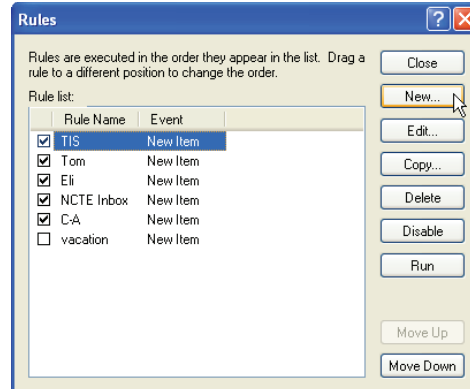 Rules
Rules are executed in the order they appear in the list. Drag a
rule to a different position to change the order.
Rule list:
Rule Name Event
TIS New Item
Tom New Item
Eli New Item
NCTE Inbox New Item
C-A New Item
vacation New Item
Close
New...
Edit...
Copy...
Delete
Disable
Run
Move Up
Move Down